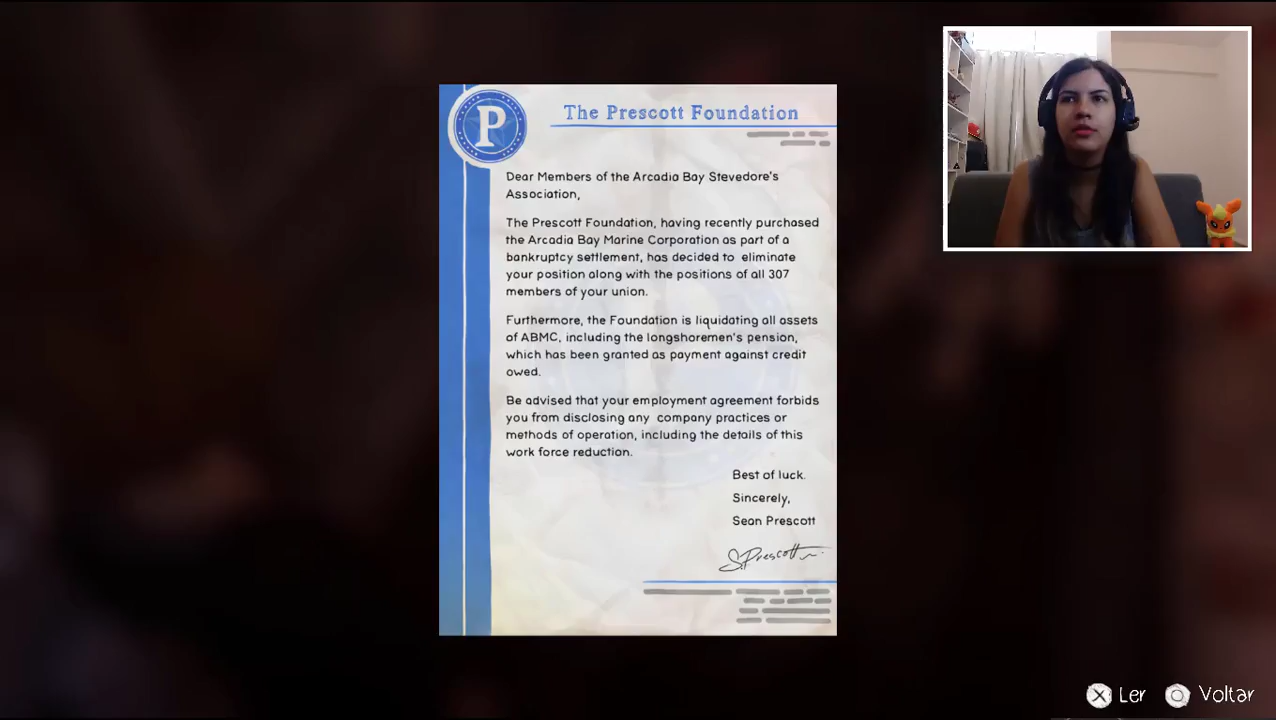 P
The Prescott Foundation
Dear Members of the Arcadia Bay Stevedore's
Association,
The Prescott Foundation, having recently purchased
the Arcadia Bay Marine Corporation as part of a
bankruptcy settlement, has decided to eliminate
your position along with the positions of all 307
members of your union.
Furthermore, the Foundation is liquidating all assets
of ABMC, including the longshoremen's pension,
which has been granted as payment against credit
owed.
Be advised that your employment agreement forbids
you from disclosing any company practices or
methods of operation, including the details of this
work force reduction.
Best of luck.
Sincerely,
Sean Prescott
S.Prescott
Ler
Voltar